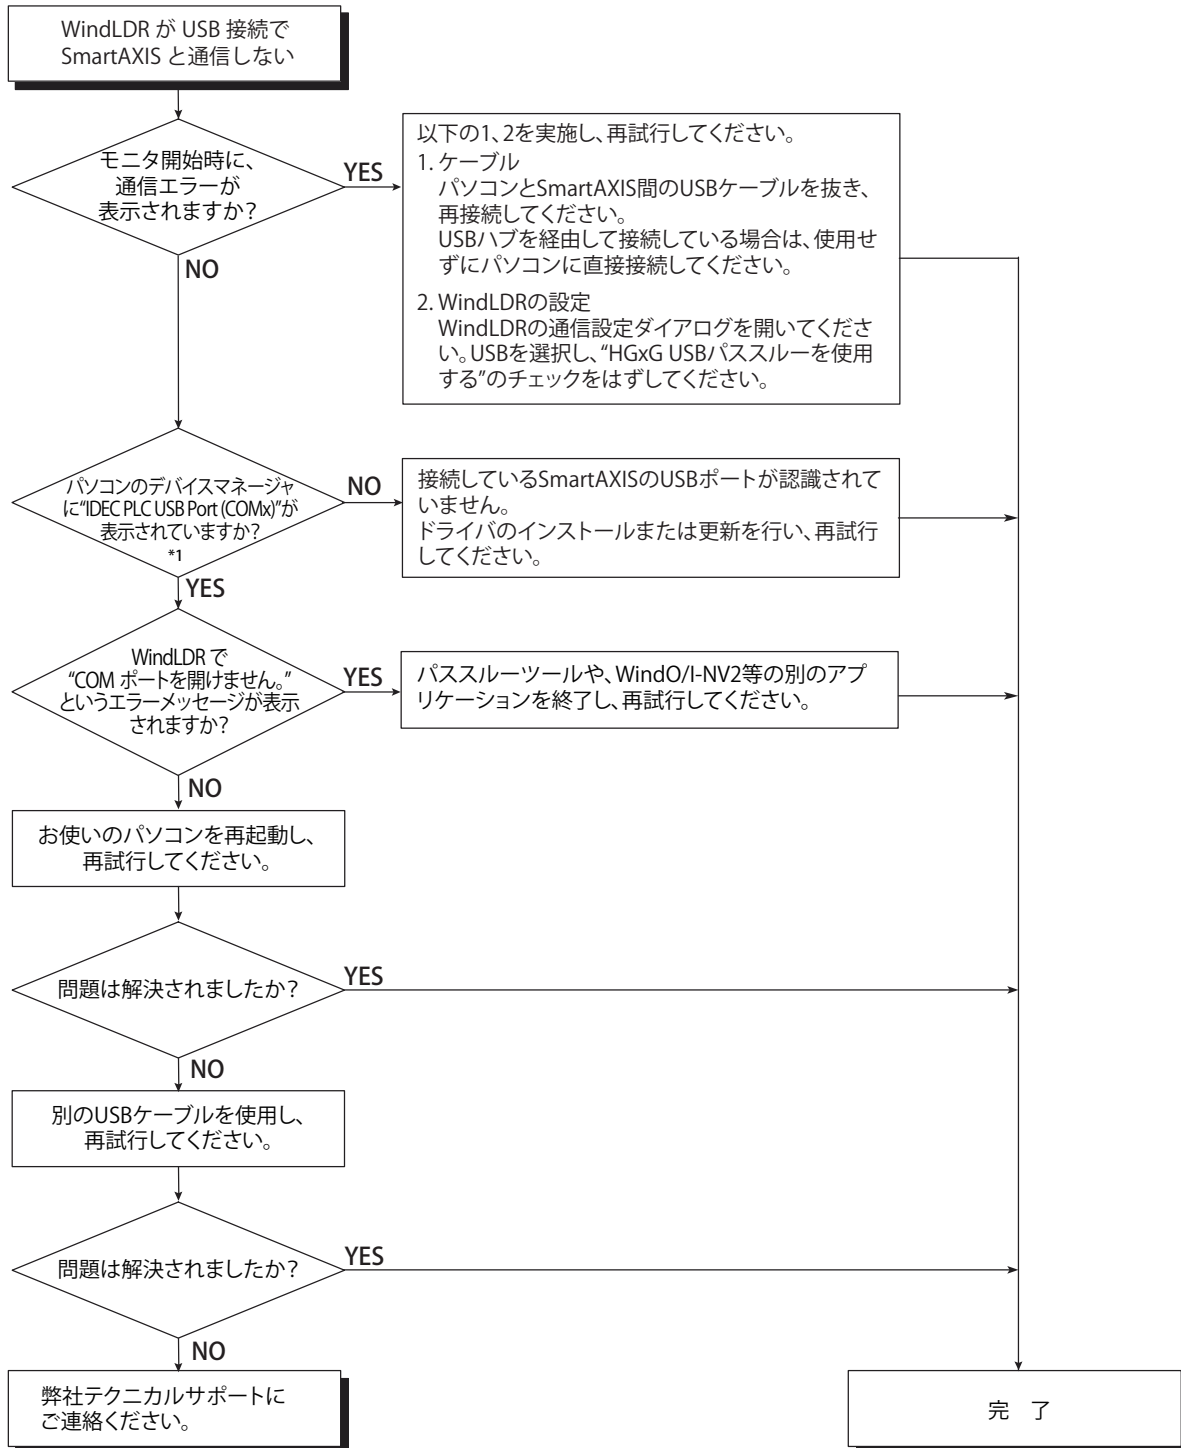 WindLDR が USB 接続で
SmartAXIS と通信しない
モニタ開始時に、
通信エラーが
表示されますか？
YES
NO
以下の1、2を実施し、再試行してください。
1. ケーブル
パソコンとSmartAXIS間のUSBケーブルを抜き、
再接続してください。
USBハブを経由して接続している場合は、使用せ
ずにパソコンに直接接続してください。
2. WindLDRの設定
WindLDRの通信設定ダイアログを開いてくださ
い。USBを選択し、“HGxG USBパススルーを使用
する”のチェックをはずしてください。
パソコンのデバイスマネージャ
に“IDEC PLC USB Port (COMx)”が
表示されていますか？
*1
NO
YES
接続しているSmartAXISのUSBポートが認識されて
いません。
ドライバのインストールまたは更新を行い、再試行
してください。
WindLDR で
“COM ポートを開けません。”
というエラーメッセージが表示
されますか？
YES
NO
パススルーツールや、WindO/I-NV2等の別のアプ
リケーションを終了し、再試行してください。
お使いのパソコンを再起動し、
再試行してください。
問題は解決されましたか？
YES
NO
別のUSBケーブルを使用し、
再試行してください。
問題は解決されましたか？
YES
NO
弊社テクニカルサポートに
ご連絡ください。
完 了